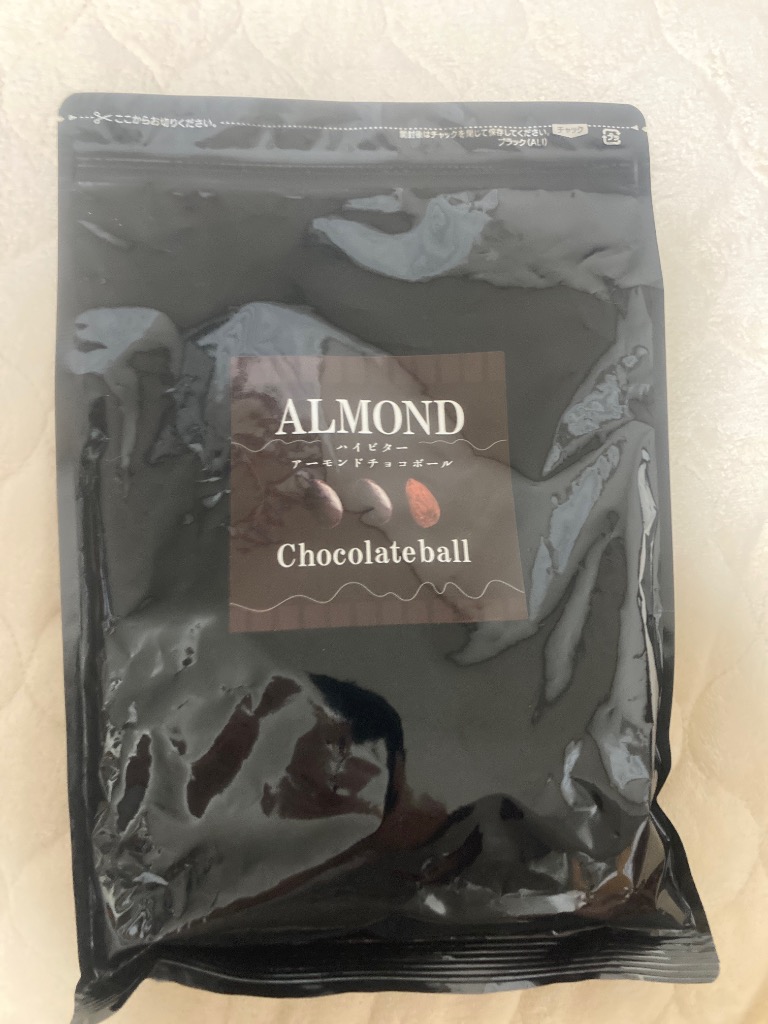 ここからお切りください。
開封後はチャックを閉じて保存してください。
チャック
ブラック(AL)
プラ
ALMOND
ハイビター
アーモンドチョコボール
Chocolateball